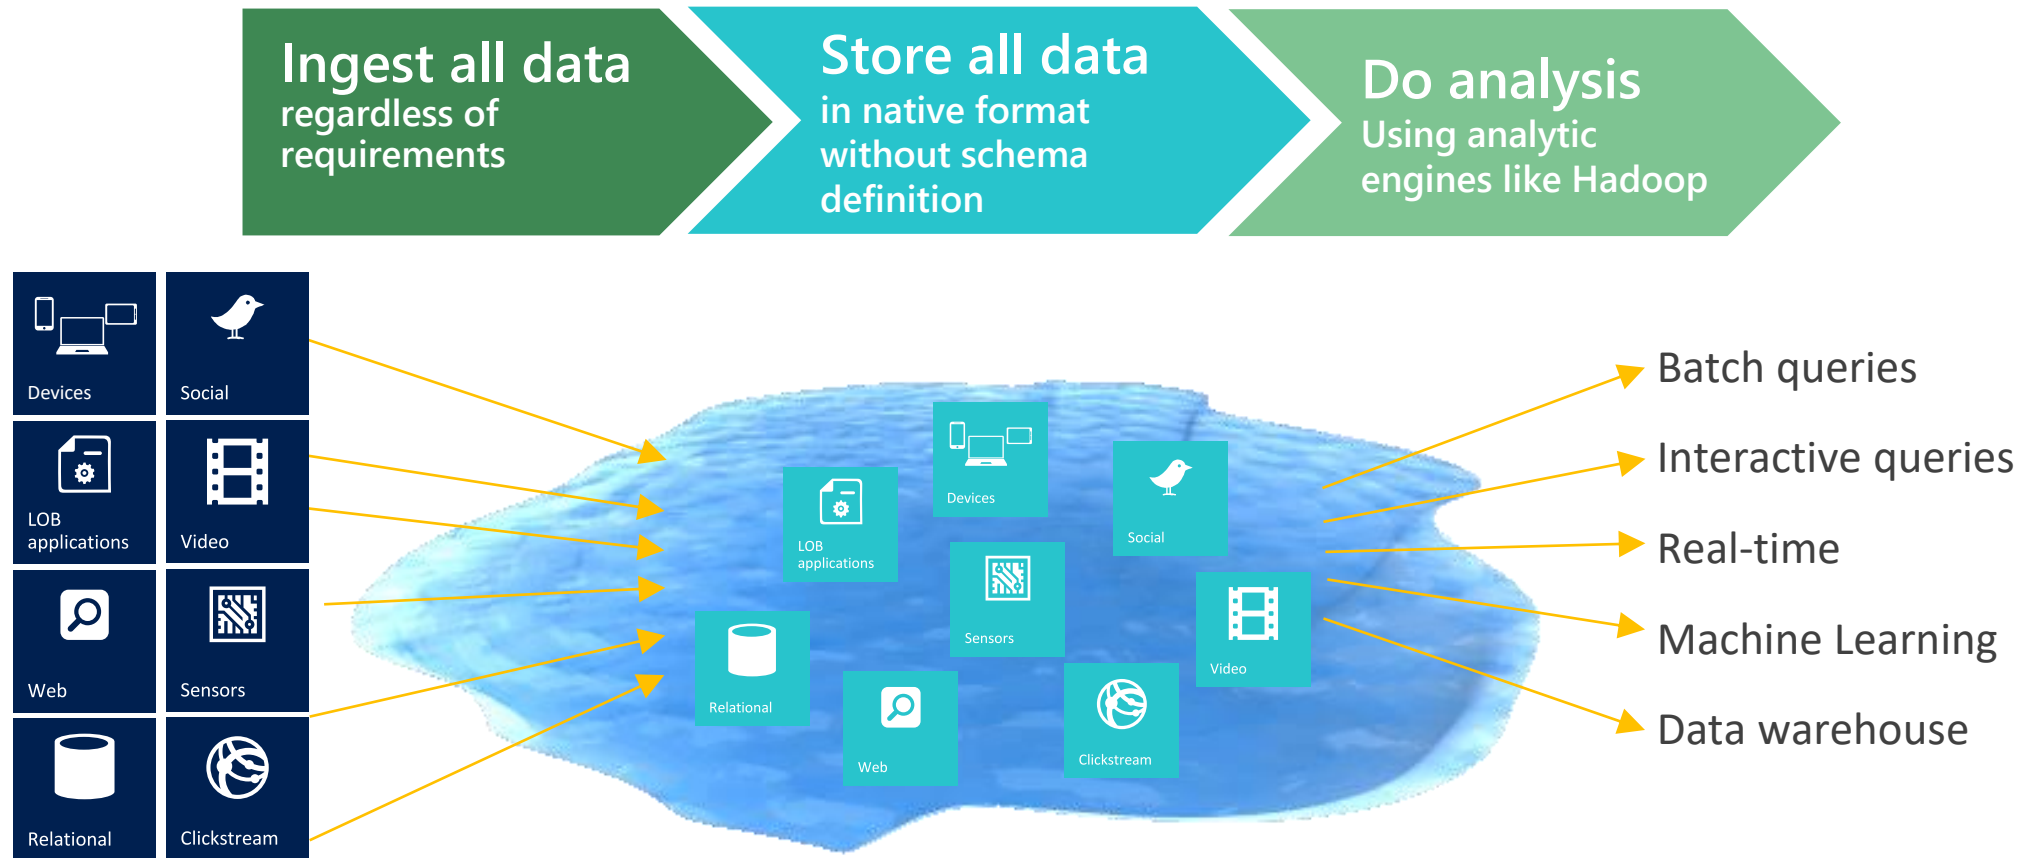 Ingest all data
regardless of
requirements
Store all data
in native format
without schema
definition
Do analysis
Using analytic
engines like Hadoop
Devices
Social
LOB
applications
Video
Web
Sensors
Relational
Clickstream
Devices
Social
LOB
applications
Sensors
Video
Relational
Web
Clickstream
Batch queries
Interactive queries
Real-time
Machine Learning
Data warehouse